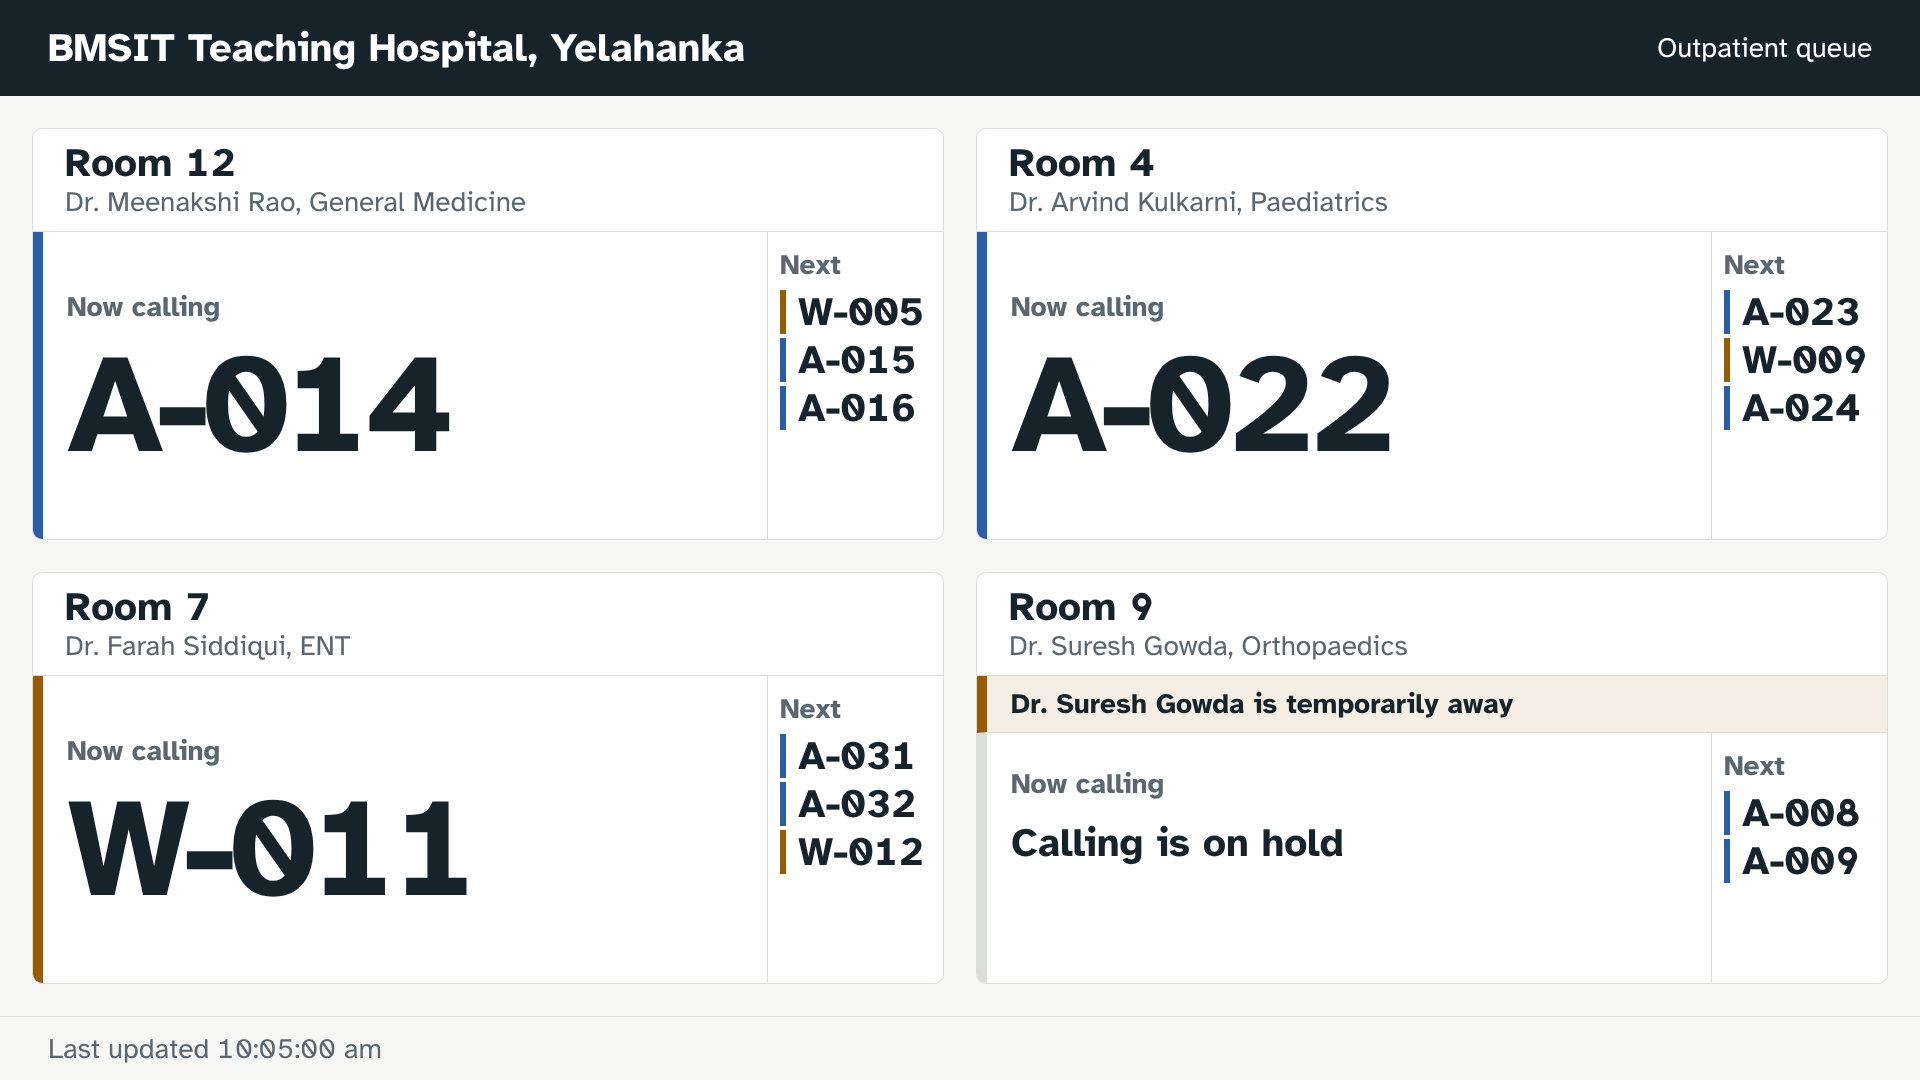 BMSIT Teaching Hospital, Yelahanka
Outpatient queue
Room 12
Dr. Meenakshi Rao, General Medicine
Now calling
A-014
Next
W-005
A-015
A-016
Room 4
Dr. Arvind Kulkarni, Paediatrics
Now calling
A-022
Next
A-023
W-009
A-024
Room 7
Dr. Farah Siddiqui, ENT
Now calling
W-011
Next
A-031
A-032
W-012
Room 9
Dr. Suresh Gowda, Orthopaedics
Dr. Suresh Gowda is temporarily away
Now calling
Calling is on hold
Next
A-008
A-009
Last updated 10:05:00 am